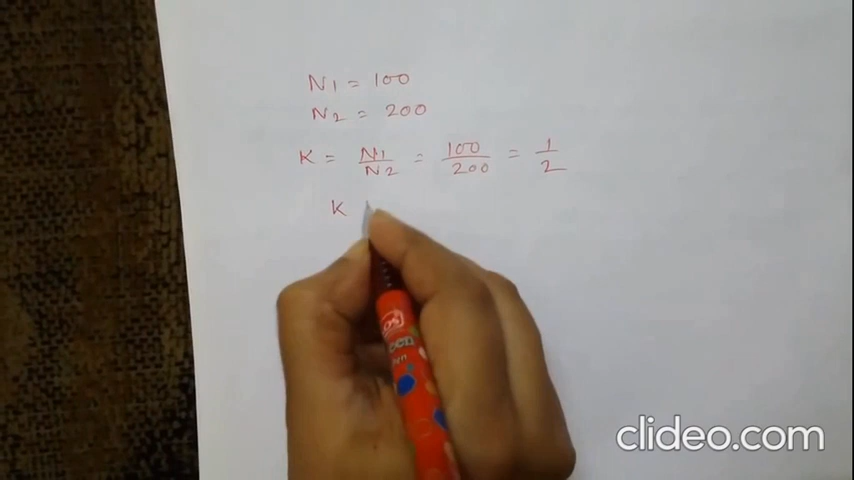 N1 = 100
N2 = 200
K = N1/N2 = 100/200 = 1/2
K
clideo.com